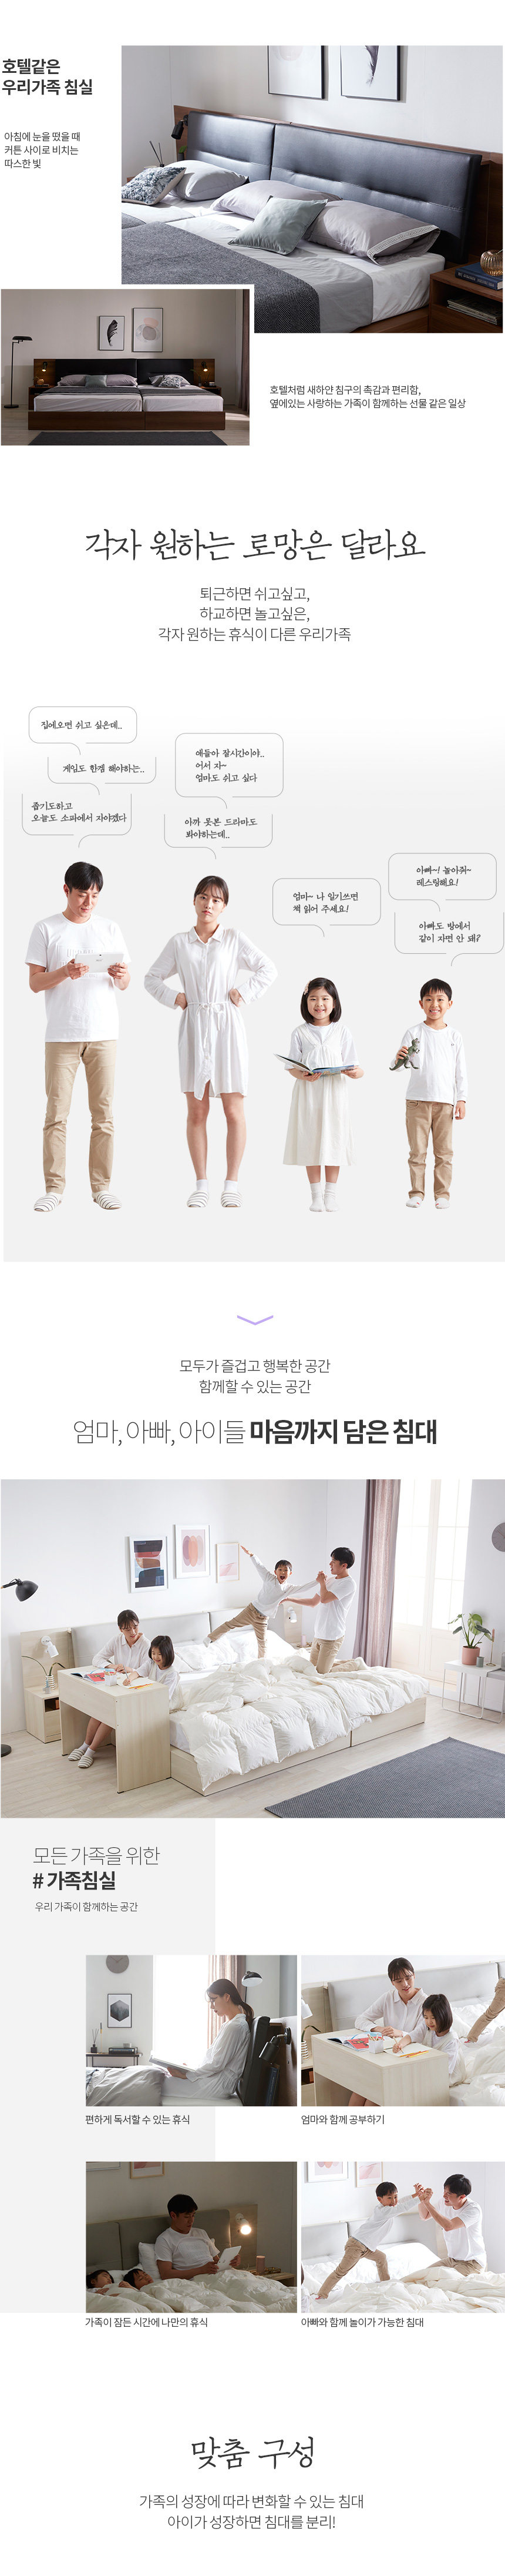 호텔같은
우리가족 침실
아침에 눈을 떴을 때
커튼 사이로 비치는
따스한 빛
호텔처럼 새하얀 침구의 촉감과 편리함,
옆에있는 사랑하는 가족이 함께하는 선물 같은 일상
각자 원하는 로망은 달라요
퇴근하면 쉬고싶고,
하교하면 놀고싶은,
각자 원하는 휴식이 다른 우리가족
집에오면 쉬고 싶은데..
게임도 한껨 해야하는..
좁기도하고
오늘도 소파에서 자야겠다
얘들아 잘시간이야..
어서 자~
엄마도 쉬고 싶다
아까 못본 드라마도
봐야하는데..
엄마~ 나 일기쓰면
책 읽어 주세요!
아빠~! 놀아줘~
레스링해요!
아빠도 방에서
같이 자면 안 돼?
모두가 즐겁고 행복한 공간
함께할 수 있는 공간
엄마, 아빠, 아이들 마음까지 담은 침대
모든 가족을 위한
# 가족침실
우리 가족이 함께하는 공간
편하게 독서할 수 있는 휴식
엄마와 함께 공부하기
가족이 잠든 시간에 나만의 휴식
아빠와 함께 놀이가 가능한 침대
맞춤 구성
가족의 성장에 따라 변화할 수 있는 침대
아이가 성장하면 침대를 분리!